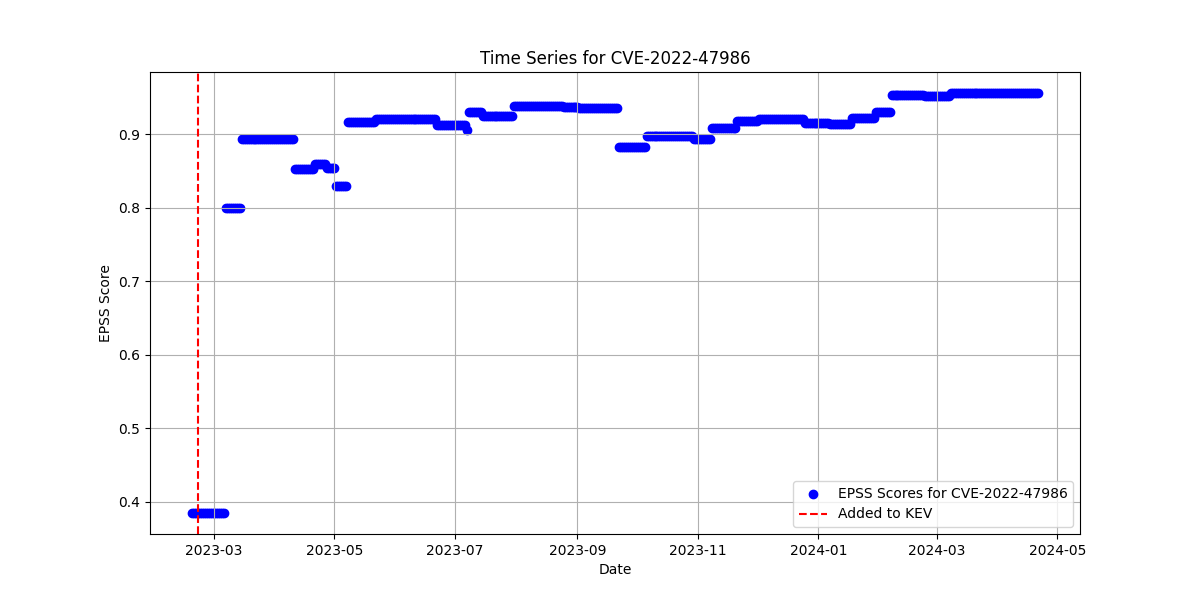 Time Series for CVE-2022-47986
EPSS Score
0.9
0.8
0.7
0.6
0.5
0.4
EPSS Scores for CVE-2022-47986
Added to KEV
2023-03 2023-05 2023-07 2023-09 2023-11 2024-01 2024-03 2024-05
Date